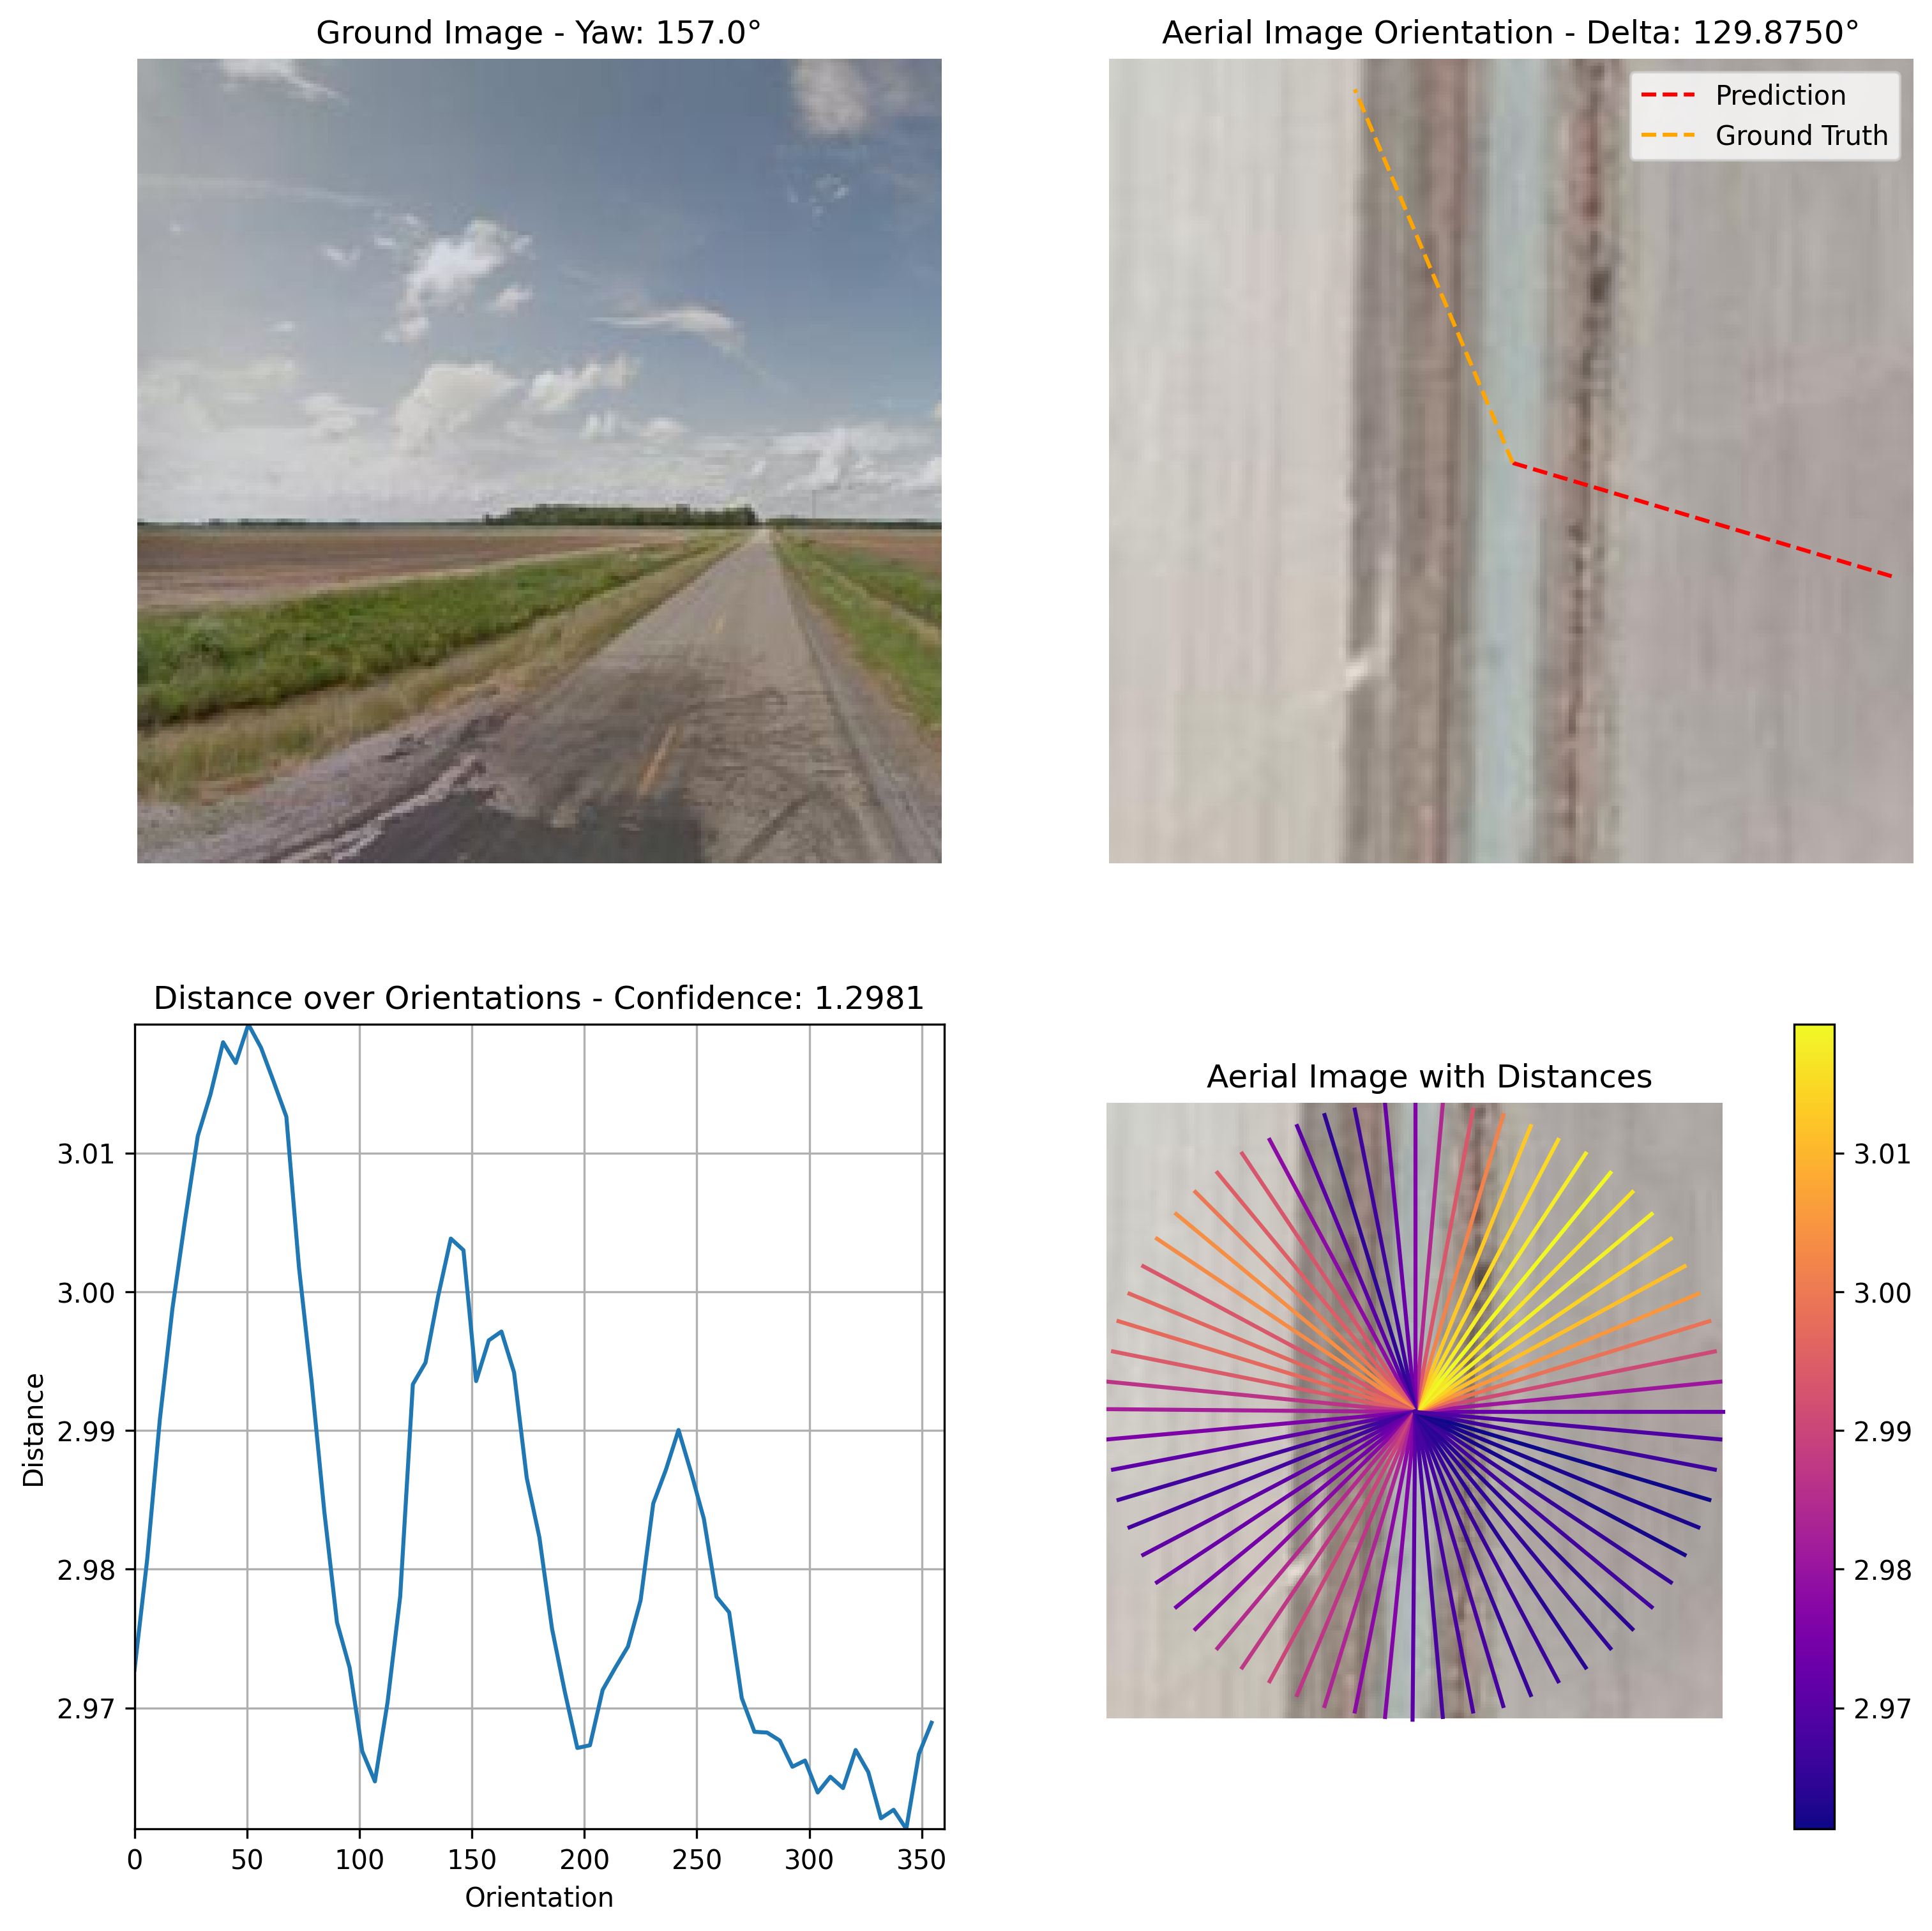 Ground Image - Yaw: 157.0°
Aerial Image Orientation - Delta: 129.8750°
Prediction
Ground Truth
Distance over Orientations - Confidence: 1.2981
3.01
3.00
2.99
2.98
2.97
Distance
0 50 100 150 200 250 300 350
Orientation
Aerial Image with Distances
3.01
3.00
2.99
2.98
2.97